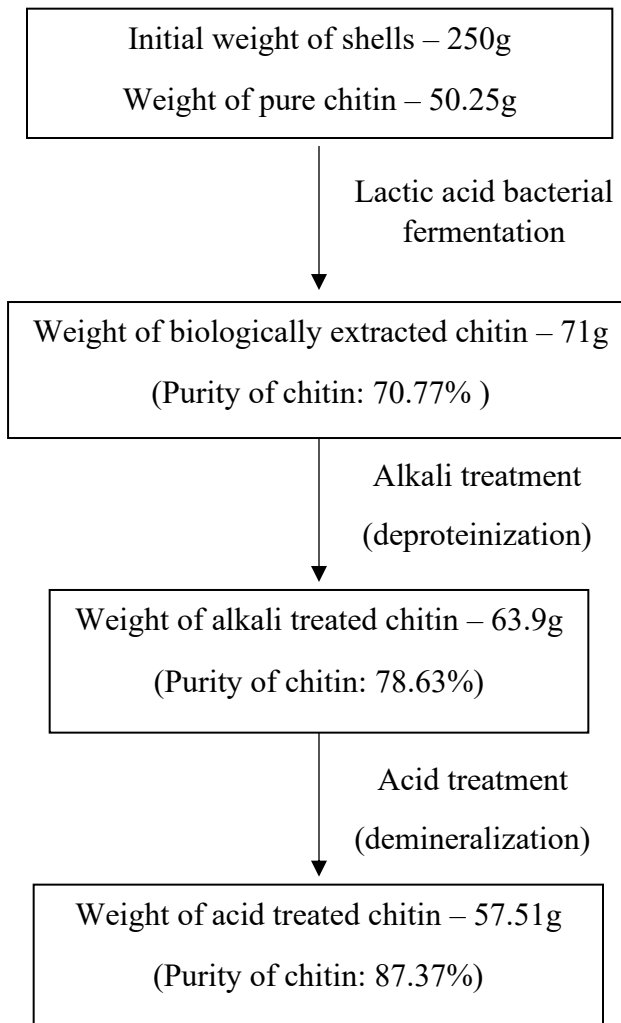 Initial weight of shells – 250g
Weight of pure chitin – 50.25g
Lactic acid bacterial
fermentation
Weight of biologically extracted chitin – 71g
(Purity of chitin: 70.77% )
Alkali treatment
(deproteinization)
Weight of alkali treated chitin – 63.9g
(Purity of chitin: 78.63%)
Acid treatment
(demineralization)
Weight of acid treated chitin – 57.51g
(Purity of chitin: 87.37%)